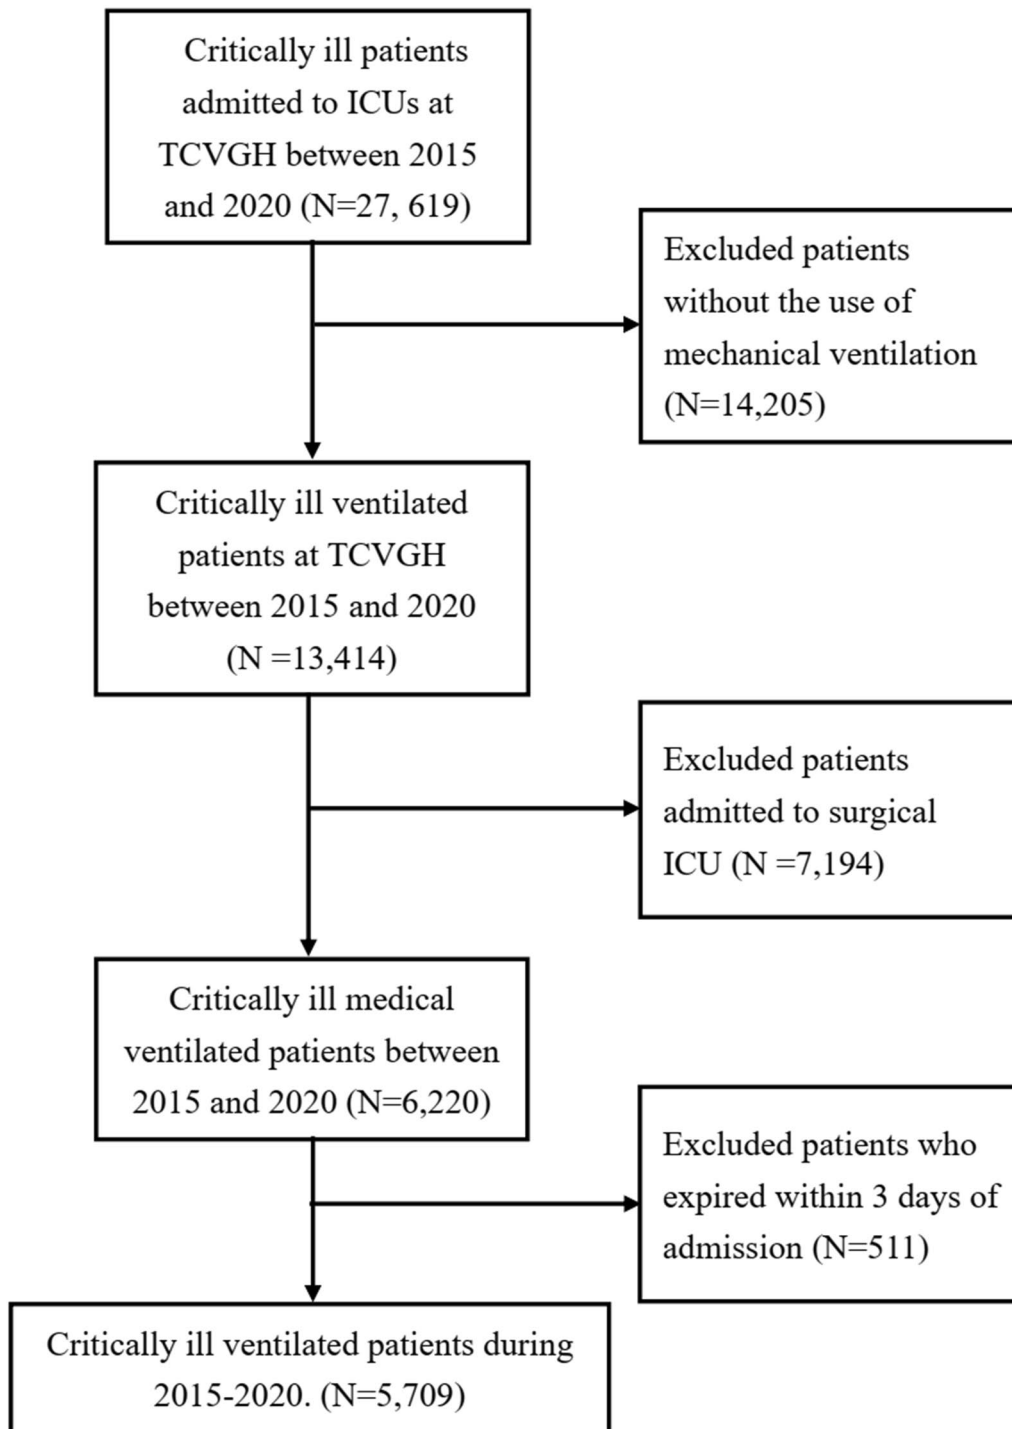 Critically ill patients
admitted to ICUs at
TCVGH between 2015
and 2020 (N=27, 619)
Excluded patients
without the use of
mechanical ventilation
(N=14,205)
Critically ill ventilated
patients at TCVGH
between 2015 and 2020
(N =13,414)
Excluded patients
admitted to surgical
ICU (N =7,194)
Critically ill medical
ventilated patients between
2015 and 2020 (N=6,220)
Excluded patients who
expired within 3 days of
admission (N=511)
Critically ill ventilated patients during
2015-2020. (N=5,709)